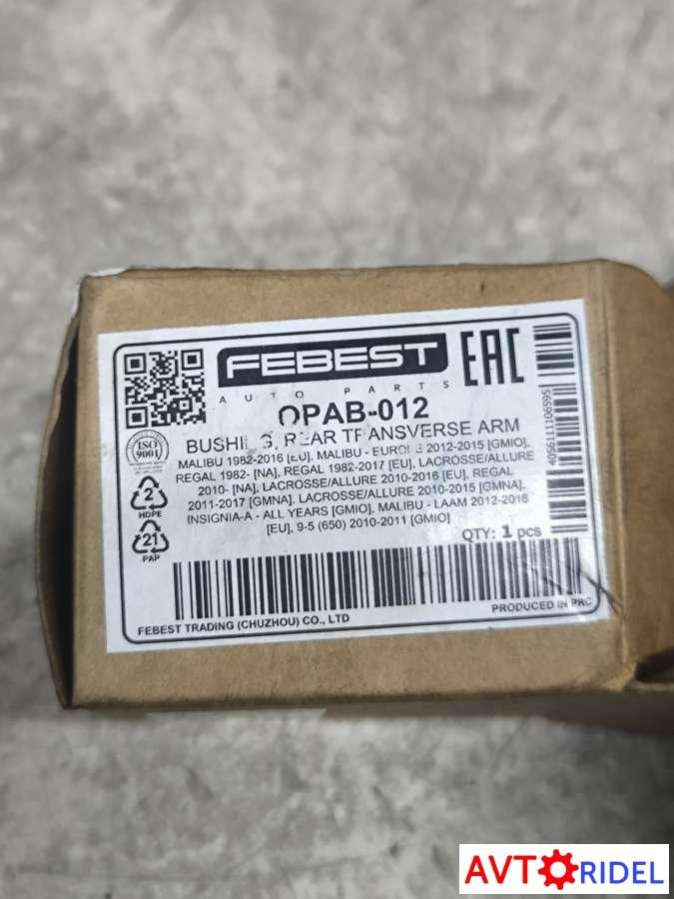 FEBEST
AUTO PARTS
EAC
OPAB-012
BUSHING, REAR TRANSVERSE ARM
MALIBU 1982-2016 [EU], MALIBU - EUROPE 2012-2015 [GMIO],
REGAL 1982- [NA], REGAL 1982-2017 [EU], LACROSSE/ALLURE
2010- [NA], LACROSSE/ALLURE 2010-2016 [EU], REGAL
2011-2017 [GMNA], LACROSSE/ALLURE 2010-2015 [GMNA],
INSIGNIA-A - ALL YEARS [GMIO], MALIBU - LAAM 2012-2016
[EU], 9-5 (650) 2010-2011 [GMIO]
QTY: 1 pcs
4056111106595
ISO
9001
2
HDPE
21
PAP
PRODUCED IN PRC
FEBEST TRADING (CHUZHOU) CO., LTD
AVTORIDEL